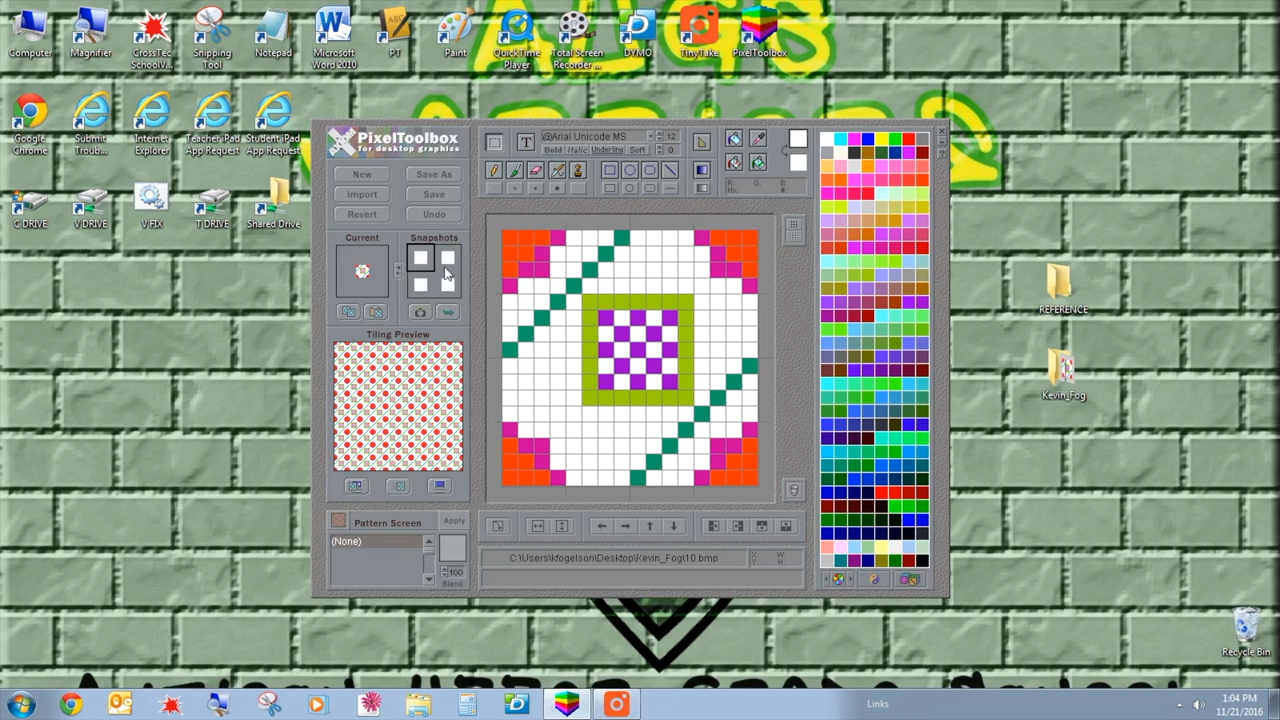 Computer
Magnifier
CrossTec SchoolV...
Snipping Tool
Notepad
Microsoft Word 2010
PT
Paint
QuickTime Player
Total Screen Recorder ...
DYMO
TinyTake
PixelToolbox
Google Chrome
Submit Troub...
Internet Explorer
Teacher iPad App Request
Student iPad App Request
C DRIVE
V DRIVE
V FIX
T DRIVE
Shared Drive
REFERENCE
Kevin_Fog
Recycle Bin
PixelToolbox
for desktop graphics
New
Save As
Import
Save
Revert
Undo
Current
Snapshots
Tiling Preview
Pattern Screen
Apply
(None)
100
Blend
T
@Arial Unicode MS
12
Bold Italic Underline Soft
0
R: G: B:
Hx: #
C:\Users\kfogelson\Desktop\Kevin_Fog\10.bmp
X: W:
Y: H:
Links
1:04 PM
11/21/2016